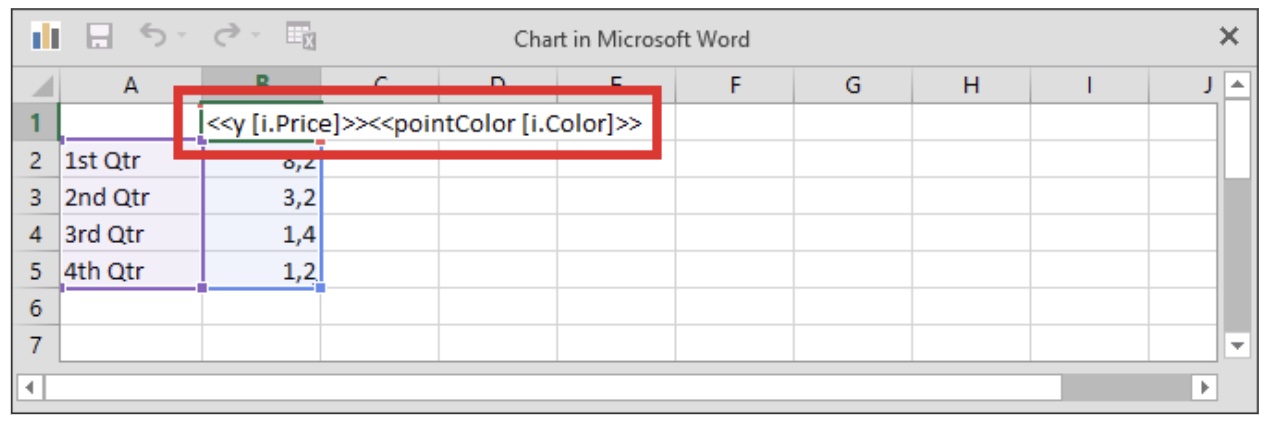 Chart in Microsoft Word
A B C D E F G H I J
1 <<y [i.Price]>><<pointColor [i.Color]>>
2 1st Qtr 8,2
3 2nd Qtr 3,2
4 3rd Qtr 1,4
5 4th Qtr 1,2
6
7